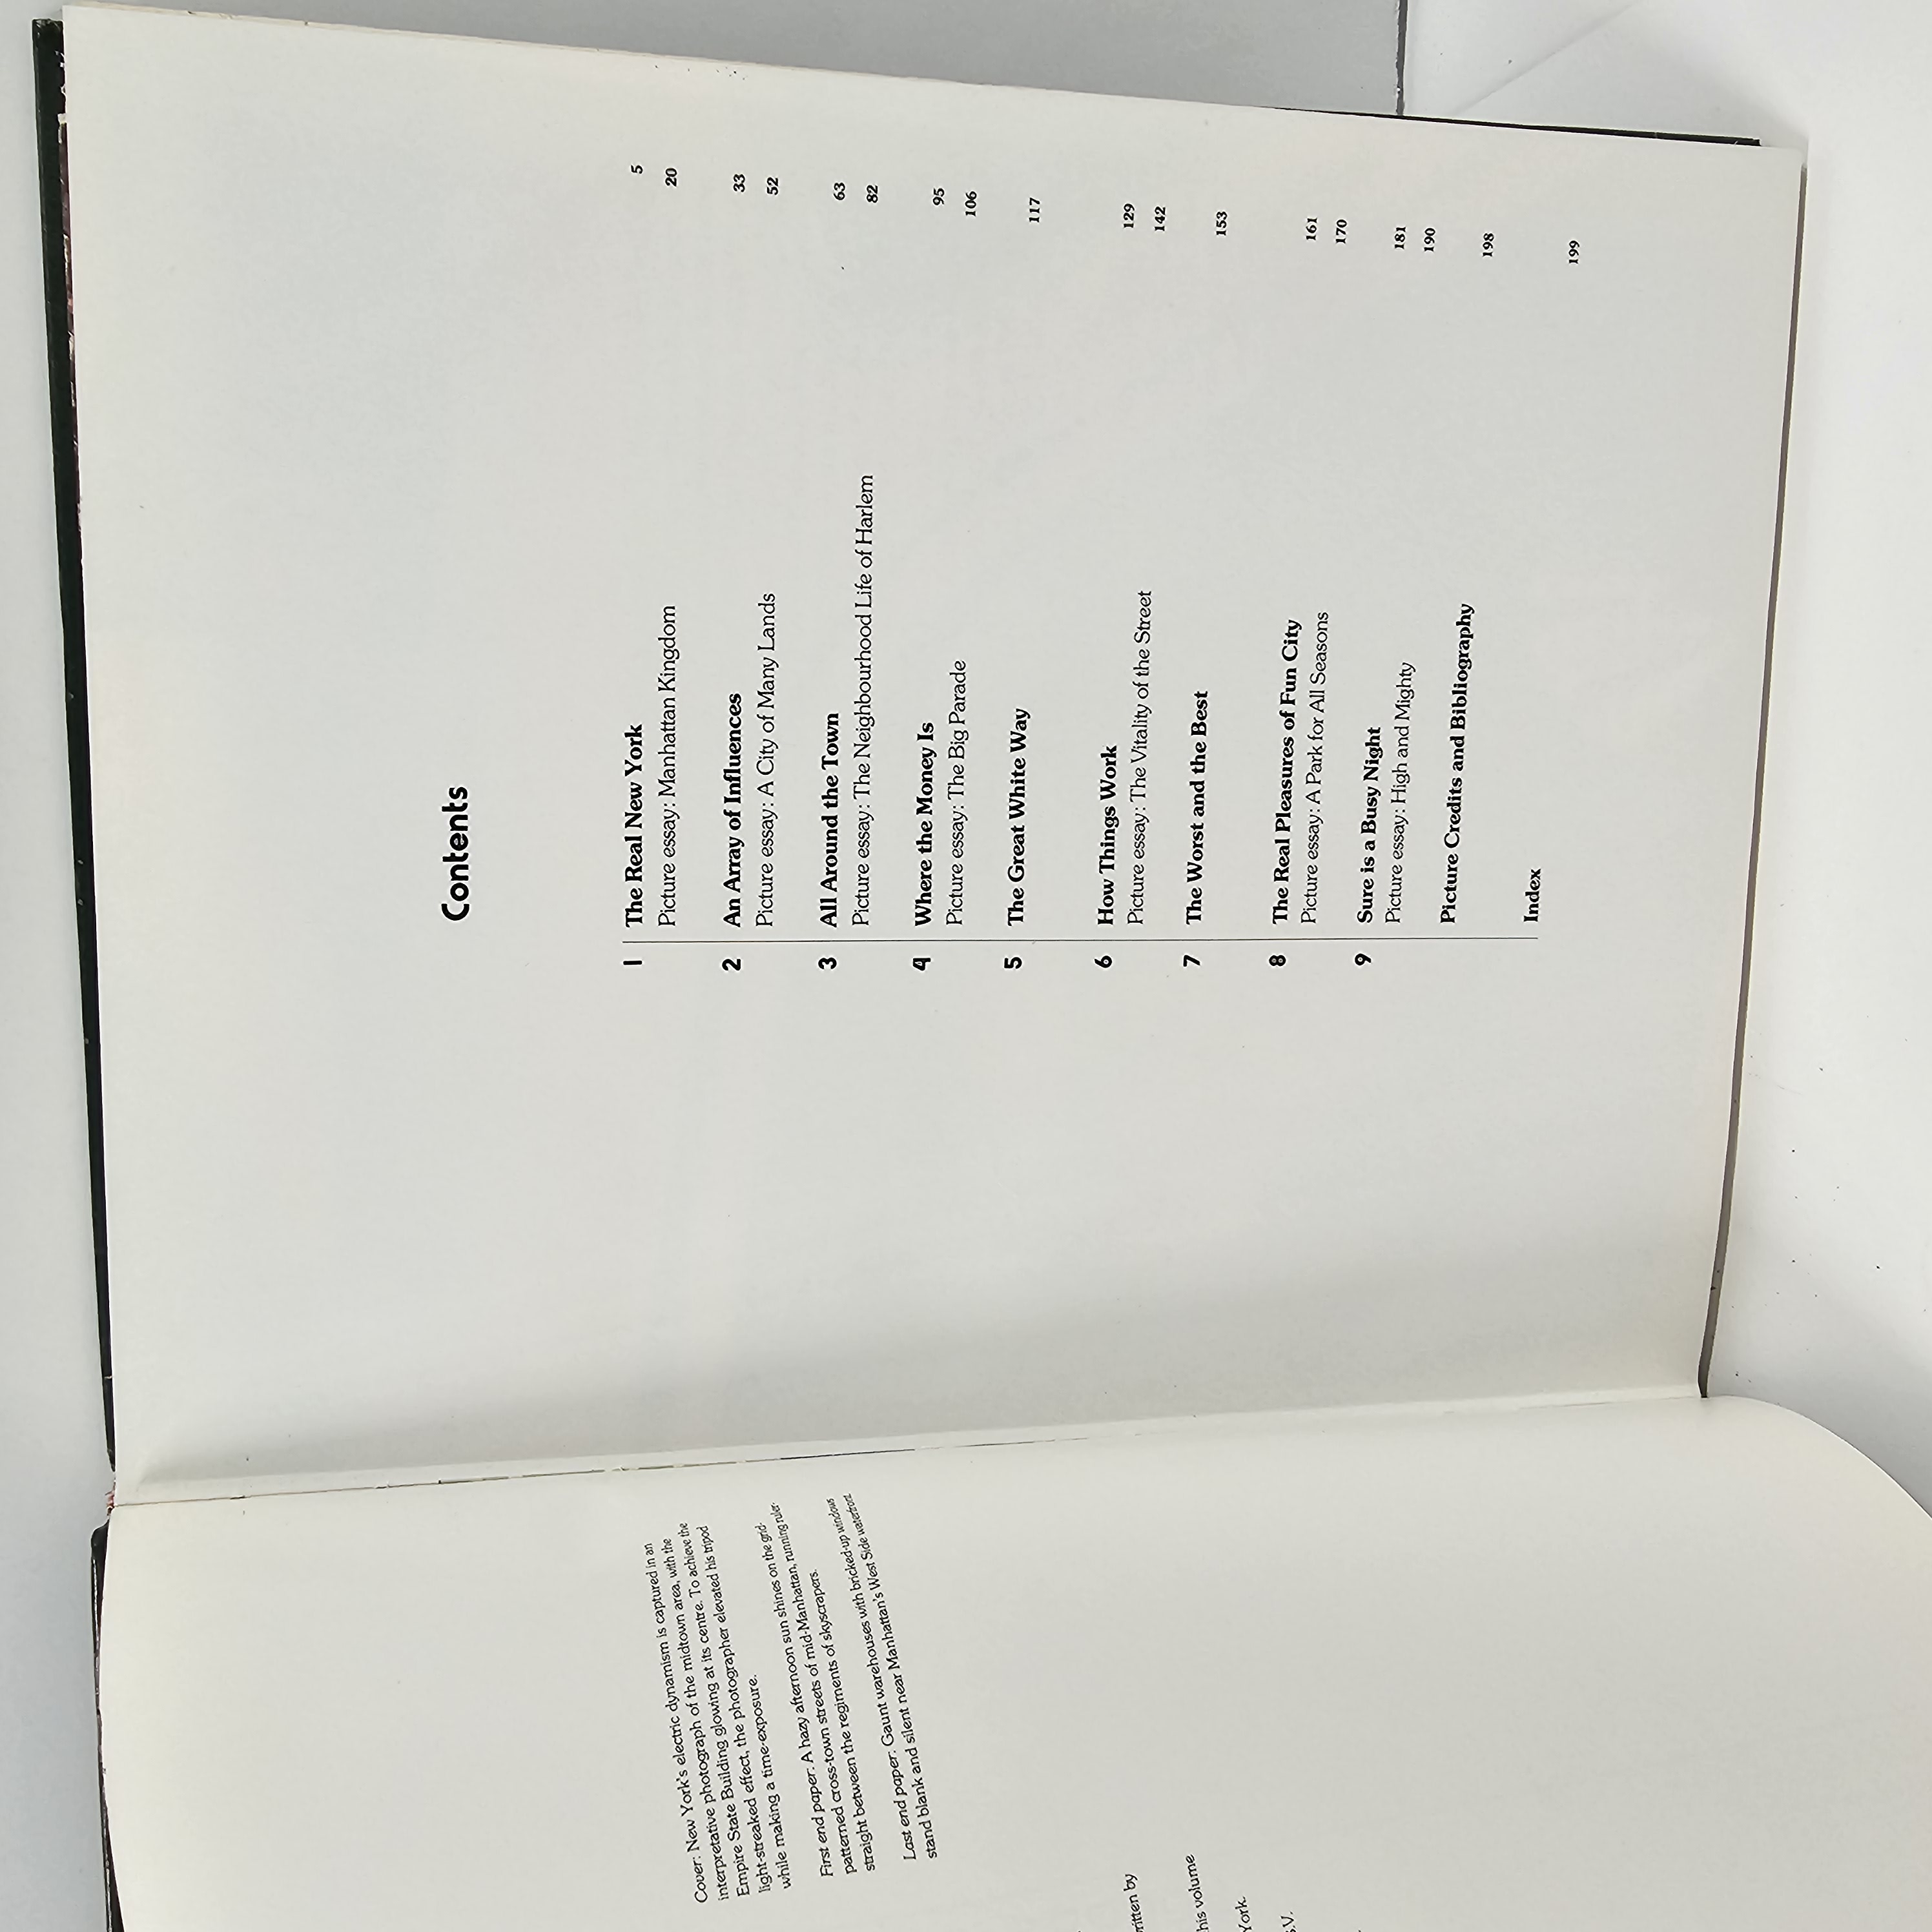 Cover: New York's electric dynamism is captured in an
interpretative photograph of the midtown area, with the
Empire State Building glowing at its centre. To achieve the
light-streaked effect, the photographer elevated his tripod
while making a time-exposure.
First end paper: A hazy afternoon sun shines on the grid-
patterned cross-town streets of mid-Manhattan, running ruler-
straight between the regiments of skyscrapers.
Last end paper: Gaunt warehouses with bricked-up windows
stand blank and silent near Manhattan's West Side waterfront.
by
his volume
York.
Contents
1 The Real New York 5
Picture essay: Manhattan Kingdom 20
2 An Array of Influences 33
Picture essay: A City of Many Lands 52
3 All Around the Town 63
Picture essay: The Neighbourhood Life of Harlem 82
4 Where the Money Is 95
Picture essay: The Big Parade 106
5 The Great White Way 117
6 How Things Work 129
Picture essay: The Vitality of the Street 142
7 The Worst and the Best 153
8 The Real Pleasures of Fun City 161
Picture essay: A Park for All Seasons 170
9 Sure is a Busy Night 181
Picture essay: High and Mighty 190
Picture Credits and Bibliography 198
Index 199